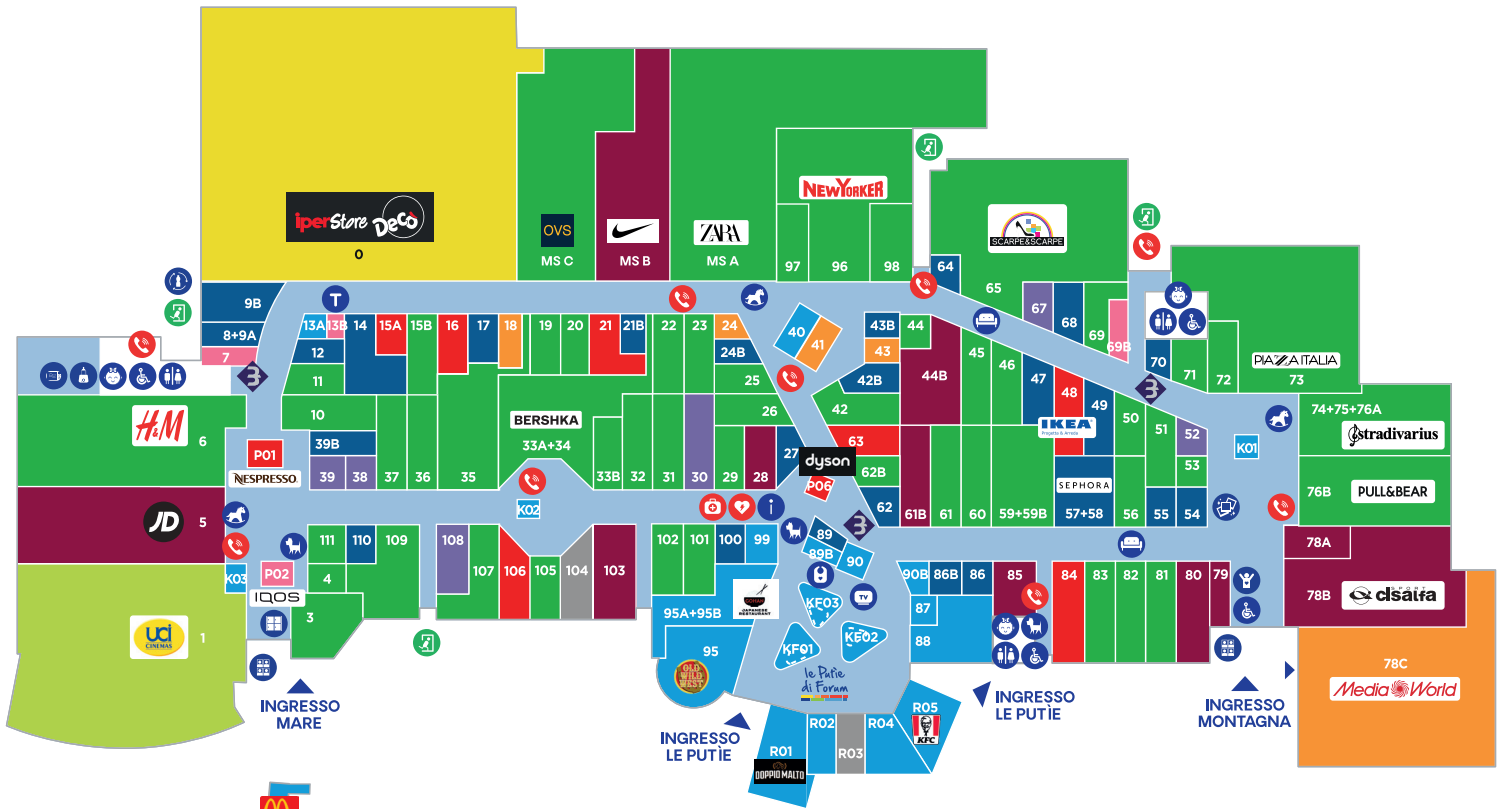 iperStore Decò
0
OVS
MS C
MS B
ZARA
MS A
NEWYORKER
97
96
98
SCARPE&SCARPE
64
65
67
68
69
69B
70
71
72
PIAZZA ITALIA
73
74+75+76A
stradivarius
76B
PULL&BEAR
78A
78B
SPORT
cisalfa
78C
MediaWorld
9B
8+9A
7
T
13A
13B
14
15A
15B
16
17
18
19
20
21
21B
22
23
24
24B
25
26
27
12
11
10
39B
39
38
37
36
35
BERSHKA
33A+34
33B
32
31
30
29
28
40
41
43B
43
42B
42
44
44B
45
46
47
48
49
50
51
52
53
IKEA
Progetta & Arreda
63
62B
62
61B
61
60
59+59B
SEPHORA
57+58
56
55
54
dyson
P06
K01
H&M
6
P01
NESPRESSO
JD
5
K03
P02
IQOS
UCI
CINEMAS
1
K02
111
110
109
4
3
108
107
106
105
104
103
102
101
100
99
JAPANESE
RESTAURANT
95A+95B
95
OLD
WILD
WEST
89
89B
90
TV
KF03
KF02
KF01
le Putìe
di Forum
90B
86B
86
85
87
88
84
83
82
81
80
79
INGRESSO
MARE
INGRESSO
LE PUTÌE
INGRESSO
LE PUTÌE
INGRESSO
MONTAGNA
R01
DOPPIO MALTO
R02
R03
R04
R05
KFC